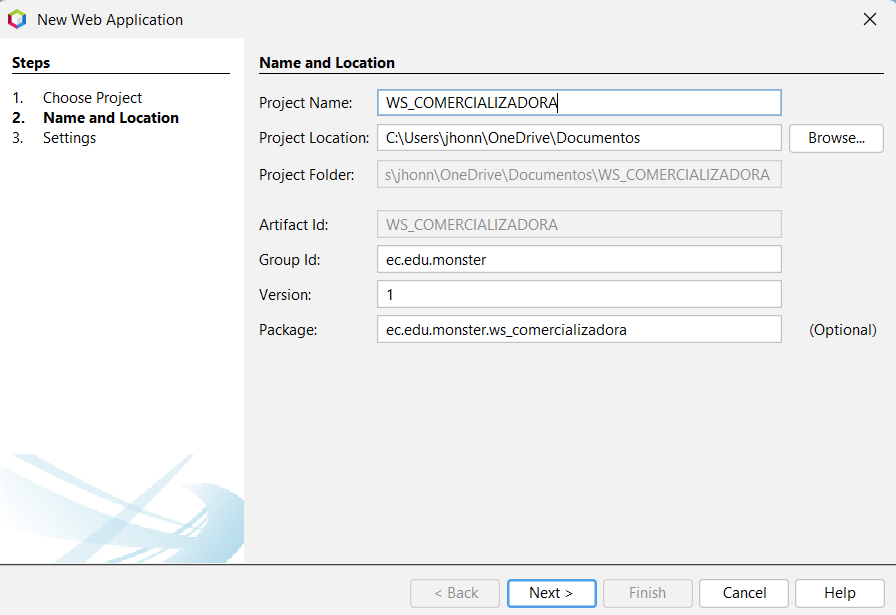 New Web Application
Steps
1. Choose Project
2. Name and Location
3. Settings
Name and Location
Project Name: WS_COMERCIALIZADORA
Project Location: C:\Users\jhonn\OneDrive\Documentos Browse...
Project Folder: s\jhonn\OneDrive\Documentos\WS_COMERCIALIZADORA
Artifact Id: WS_COMERCIALIZADORA
Group Id: ec.edu.monster
Version: 1
Package: ec.edu.monster.ws_comercializadora (Optional)
< Back Next > Finish Cancel Help